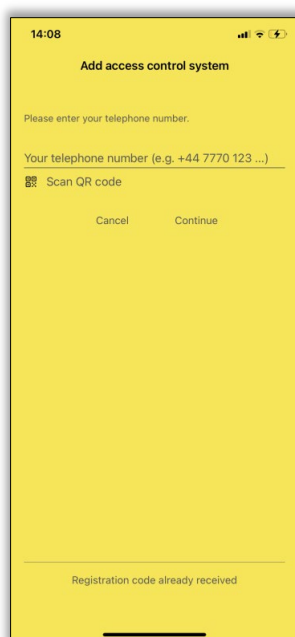 14:08
Add access control system
Please enter your telephone number.
Your telephone number (e.g. +44 7770 123 ...)
Scan QR code
Cancel Continue
Registration code already received